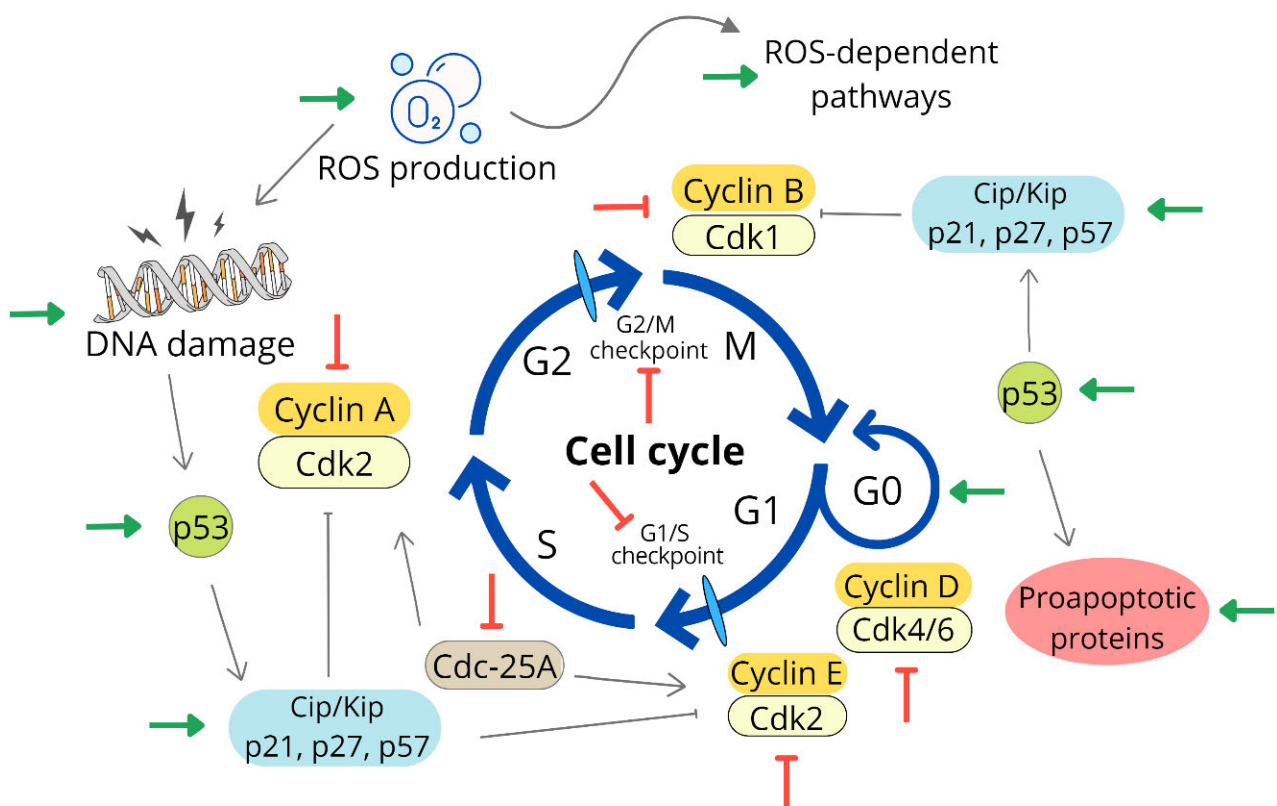 ROS-dependent
pathways
O₂
ROS production
Cyclin B
Cdk1
Cip/Kip
p21, p27, p57
DNA damage
G2/M
checkpoint
G2
M
Cyclin A
Cdk2
p53
Cell cycle
G0
G1
p53
S
G1/S
checkpoint
Cyclin D
Cdk4/6
Proapoptotic
proteins
Cdc-25A
Cyclin E
Cdk2
Cip/Kip
p21, p27, p57